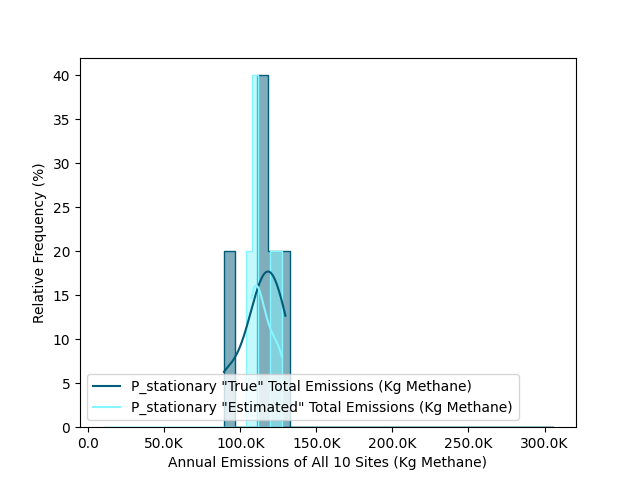 40
35
30
25
20
15
10
5
0
Relative Frequency (%)
P_stationary "True" Total Emissions (Kg Methane)
P_stationary "Estimated" Total Emissions (Kg Methane)
0.0 50.0K 100.0K 150.0K 200.0K 250.0K 300.0K
Annual Emissions of All 10 Sites (Kg Methane)